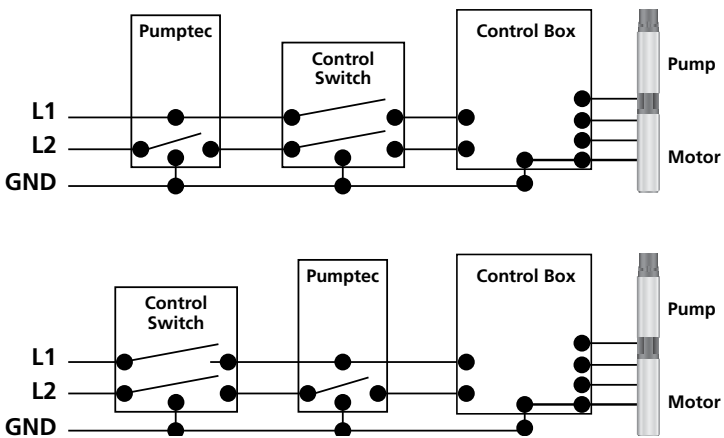 Pumptec
Control
Switch
Control Box
Pump
L1
L2
GND
Motor
Control
Switch
Pumptec
Control Box
Pump
L1
L2
GND
Motor